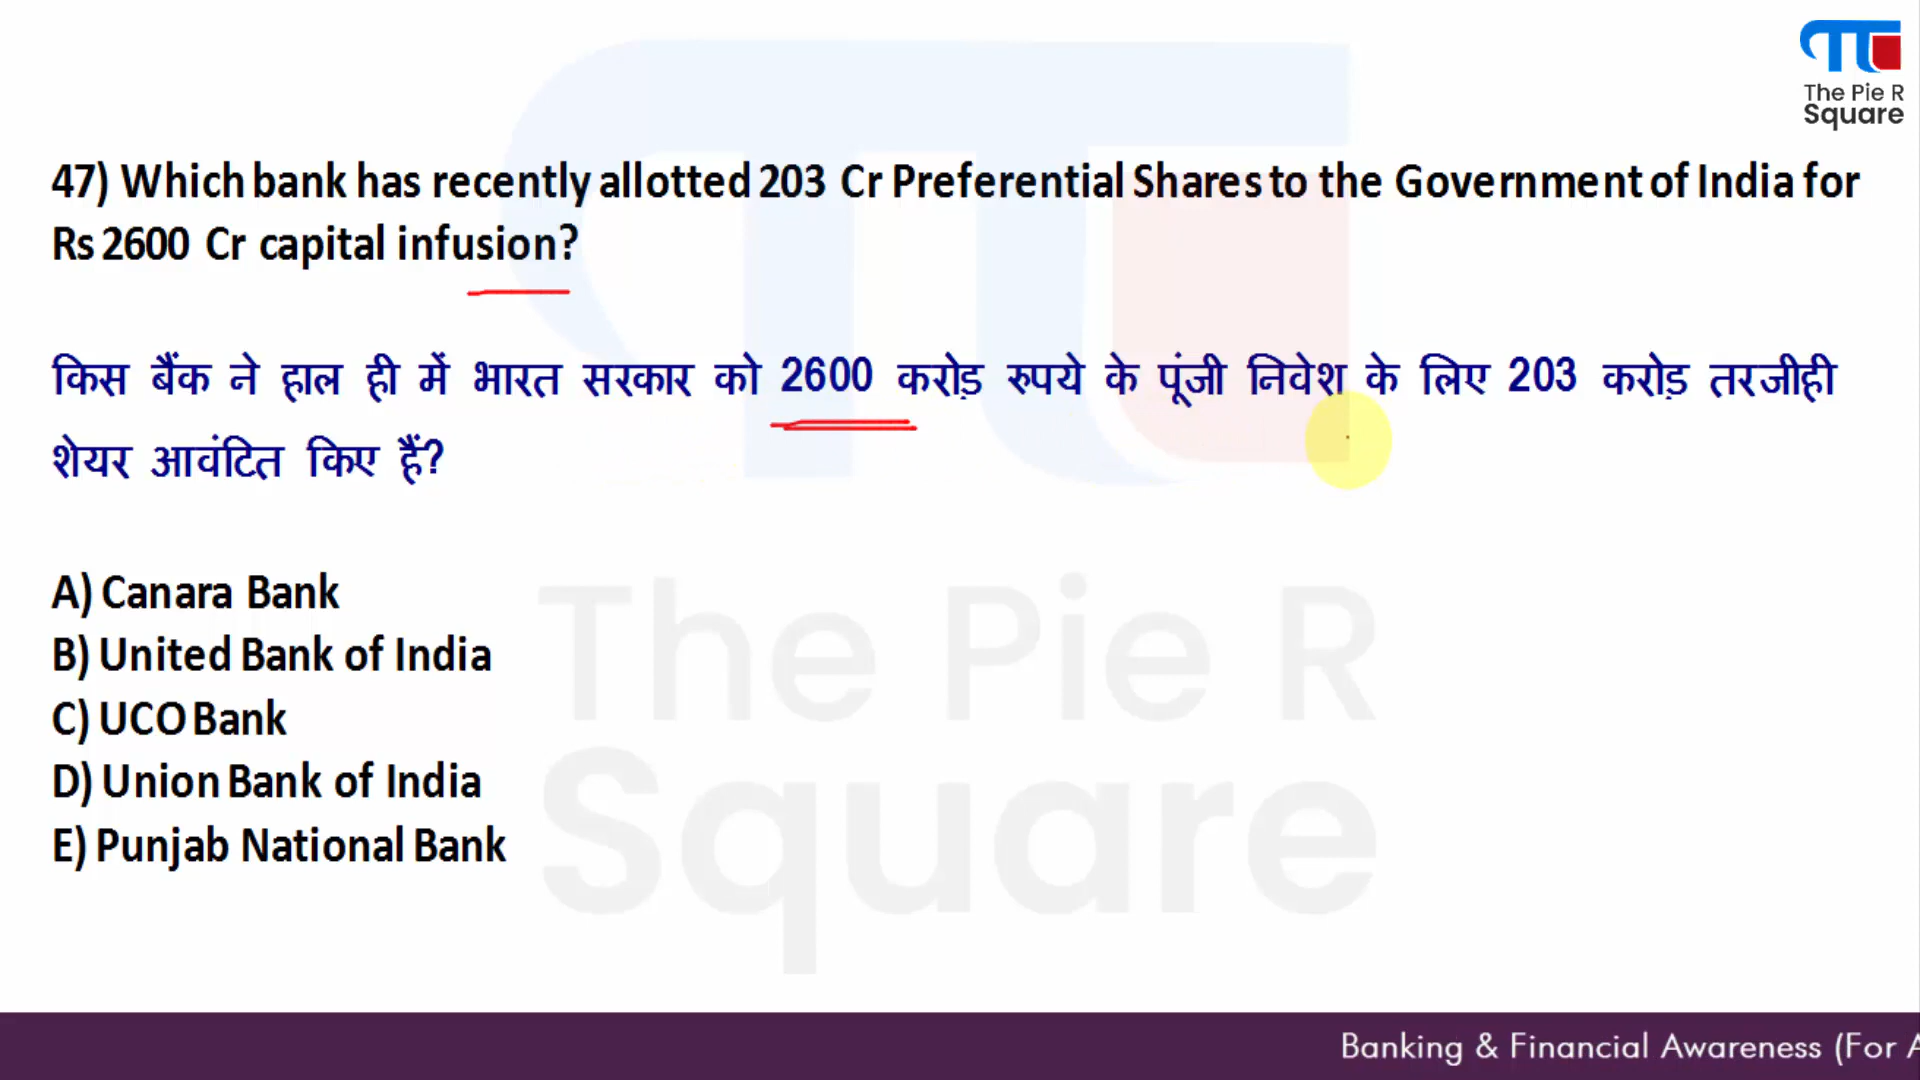 The Pie R
Square
47) Which bank has recently allotted 203 Cr Preferential Shares to the Government of India for
Rs 2600 Cr capital infusion?
किस बैंक ने हाल ही में भारत सरकार को 2600 करोड़ रुपये के पूंजी निवेश के लिए 203 करोड़ तरजीही
शेयर आवंटित किए हैं?
A) Canara Bank
B) United Bank of India
C) UCO Bank
D) Union Bank of India
E) Punjab National Bank
The Pie R
Square
Banking & Financial Awareness (For A